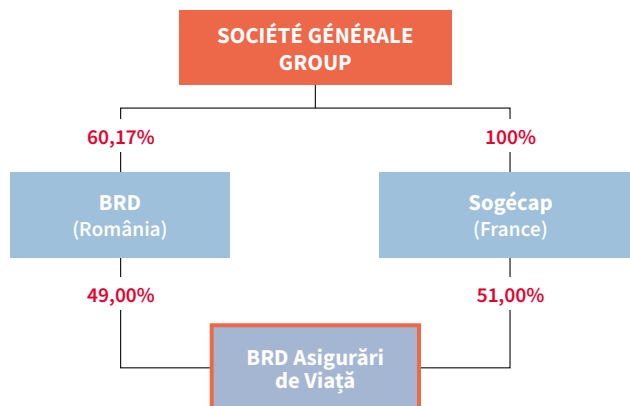 SOCIÉTÉ GÉNÉRALE
GROUP
60,17%
100%
BRD
(România)
Sogécap
(France)
49,00%
51,00%
BRD Asigurări
de Viață